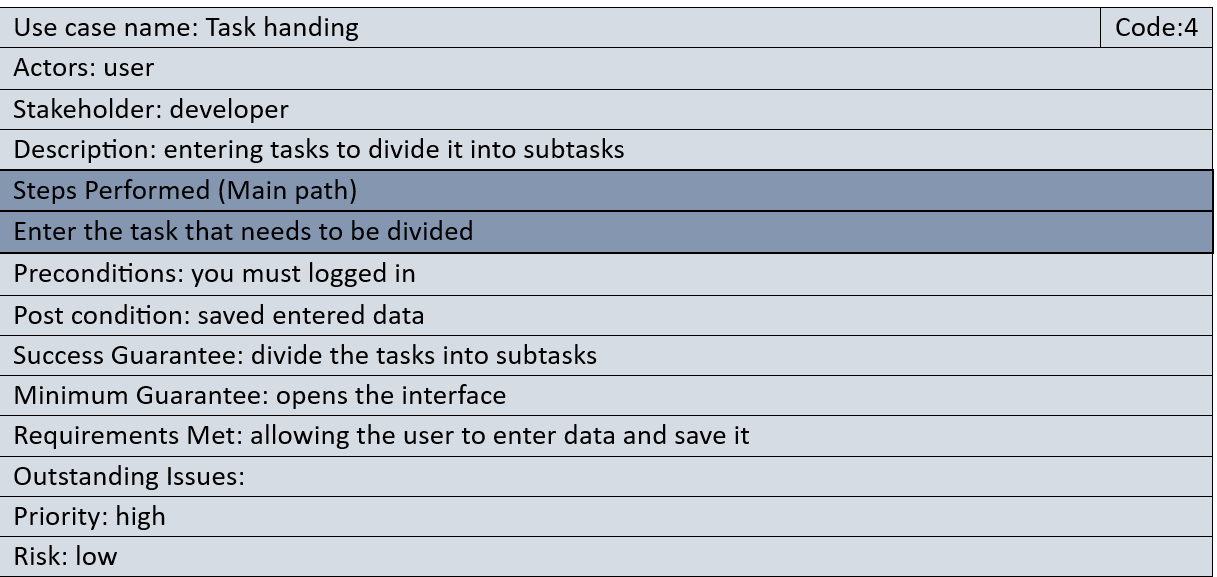 Use case name: Task handing Code:4
Actors: user
Stakeholder: developer
Description: entering tasks to divide it into subtasks
Steps Performed (Main path)
Enter the task that needs to be divided
Preconditions: you must logged in
Post condition: saved entered data
Success Guarantee: divide the tasks into subtasks
Minimum Guarantee: opens the interface
Requirements Met: allowing the user to enter data and save it
Outstanding Issues:
Priority: high
Risk: low